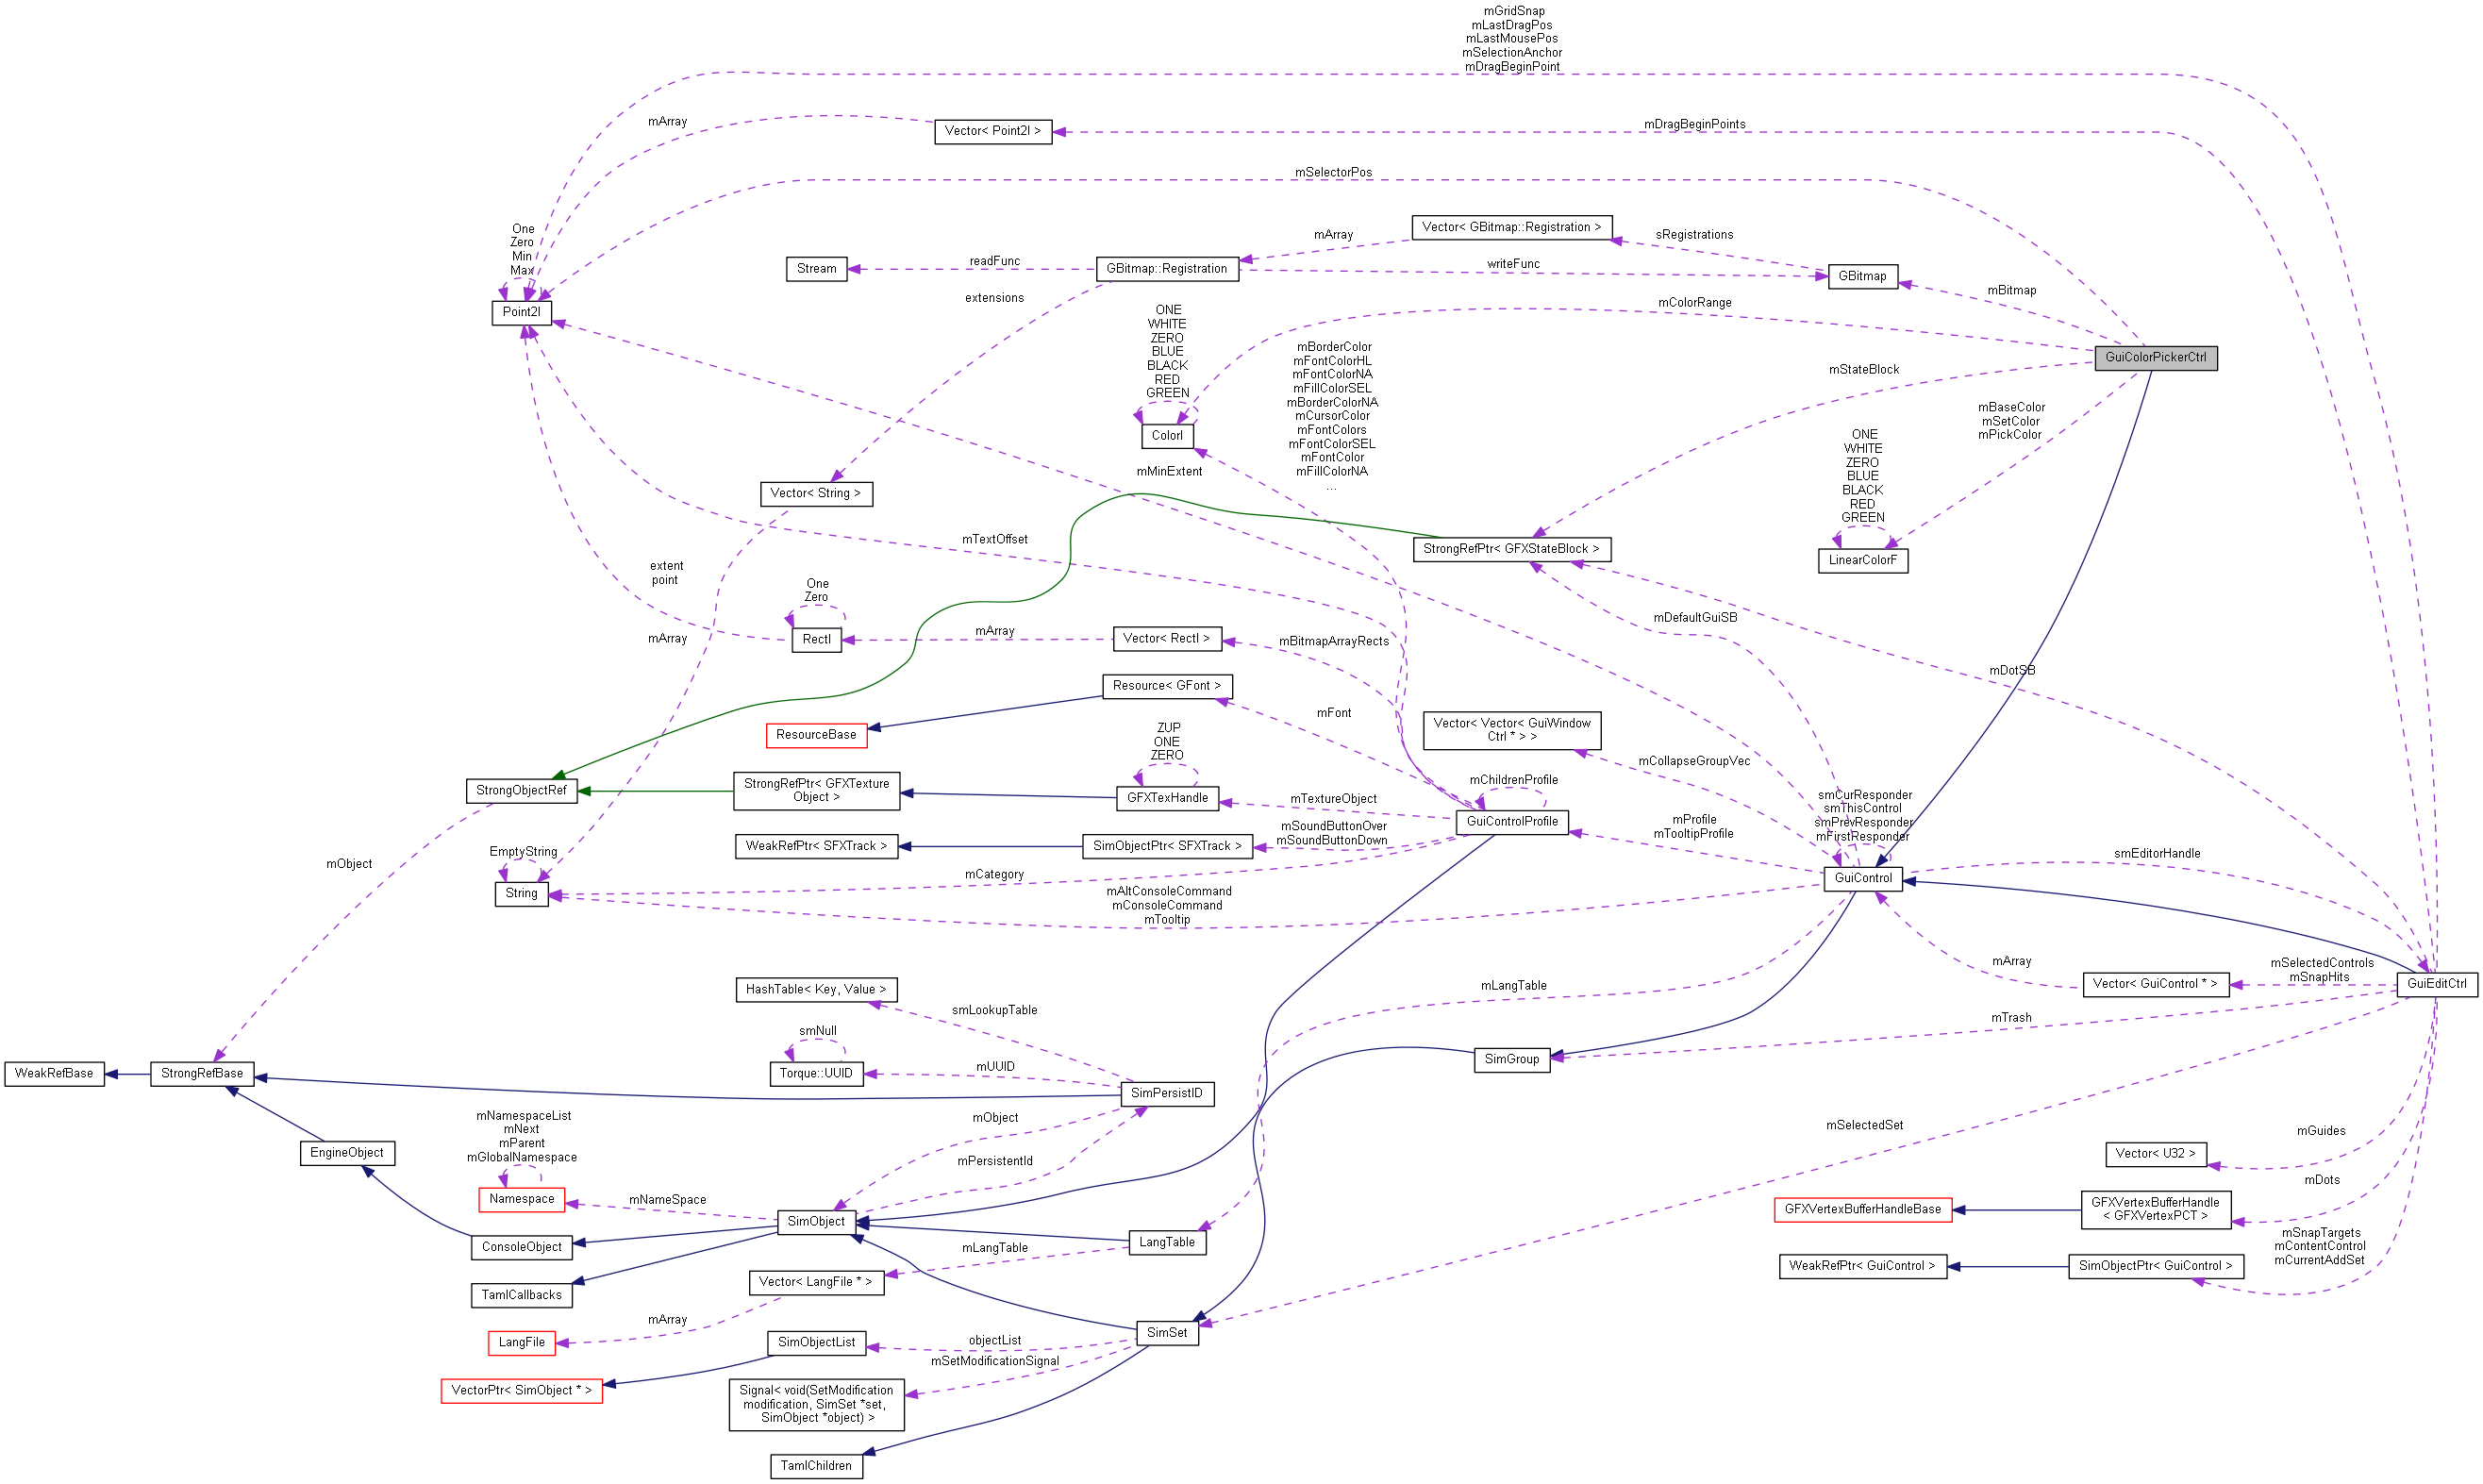 mGridSnap
mLastDragPos
mLastMousePos
mSelectionAnchor
mDragBeginPoint
mArray
Vector< Point2I >
mDragBeginPoints
mSelectorPos
One
Zero
Min
Max
Point2I
Stream
readFunc
GBitmap::Registration
mArray
Vector< GBitmap::Registration >
sRegistrations
writeFunc
GBitmap
mBitmap
extensions
mColorRange
ONE
WHITE
ZERO
BLUE
BLACK
RED
GREEN
ColorI
mBorderColor
mFontColorHL
mFontColorNA
mFillColorSEL
mBorderColorNA
mCursorColor
mFontColors
mFontColorSEL
mFontColor
mFillColorNA
...
GuiColorPickerCtrl
mStateBlock
mBaseColor
mSetColor
mPickColor
ONE
WHITE
ZERO
BLUE
BLACK
RED
GREEN
LinearColorF
mMinExtent
Vector< String >
mTextOffset
StrongRefPtr< GFXStateBlock >
extent
point
One
Zero
RectI
mArray
mArray
Vector< RectI >
mBitmapArrayRects
mDefaultGuiSB
mDotSB
Resource< GFont >
mFont
ResourceBase
Vector< Vector< GuiWindow
Ctrl * > >
mCollapseGroupVec
ZUP
ONE
ZERO
GFXTexHandle
StrongObjectRef
StrongRefPtr< GFXTexture
Object >
mTextureObject
mChildrenProfile
GuiControlProfile
mProfile
mTooltipProfile
smCurResponder
smThisControl
smPrevResponder
mFirstResponder
GuiControl
WeakRefPtr< SFXTrack >
SimObjectPtr< SFXTrack >
mSoundButtonOver
mSoundButtonDown
mObject
EmptyString
String
mCategory
mAltConsoleCommand
mConsoleCommand
mTooltip
smEditorHandle
mArray
Vector< GuiControl * >
mSelectedControls
mSnapHits
GuiEditCtrl
mTrash
mLangTable
HashTable< Key, Value >
smLookupTable
smNull
Torque::UUID
mUUID
SimPersistID
SimGroup
WeakRefBase
StrongRefBase
mObject
mPersistentId
mSelectedSet
mNamespaceList
mNext
mParent
mGlobalNamespace
Namespace
mNameSpace
EngineObject
SimObject
ConsoleObject
TamlCallbacks
LangTable
mLangTable
Vector< LangFile * >
mArray
LangFile
Vector< U32 >
mGuides
GFXVertexBufferHandleBase
GFXVertexBufferHandle
< GFXVertexPCT >
mDots
WeakRefPtr< GuiControl >
SimObjectPtr< GuiControl >
mSnapTargets
mContentControl
mCurrentAddSet
SimObjectList
objectList
SimSet
VectorPtr< SimObject * >
mSetModificationSignal
Signal< void(SetModification
modification, SimSet *set,
SimObject *object) >
TamlChildren